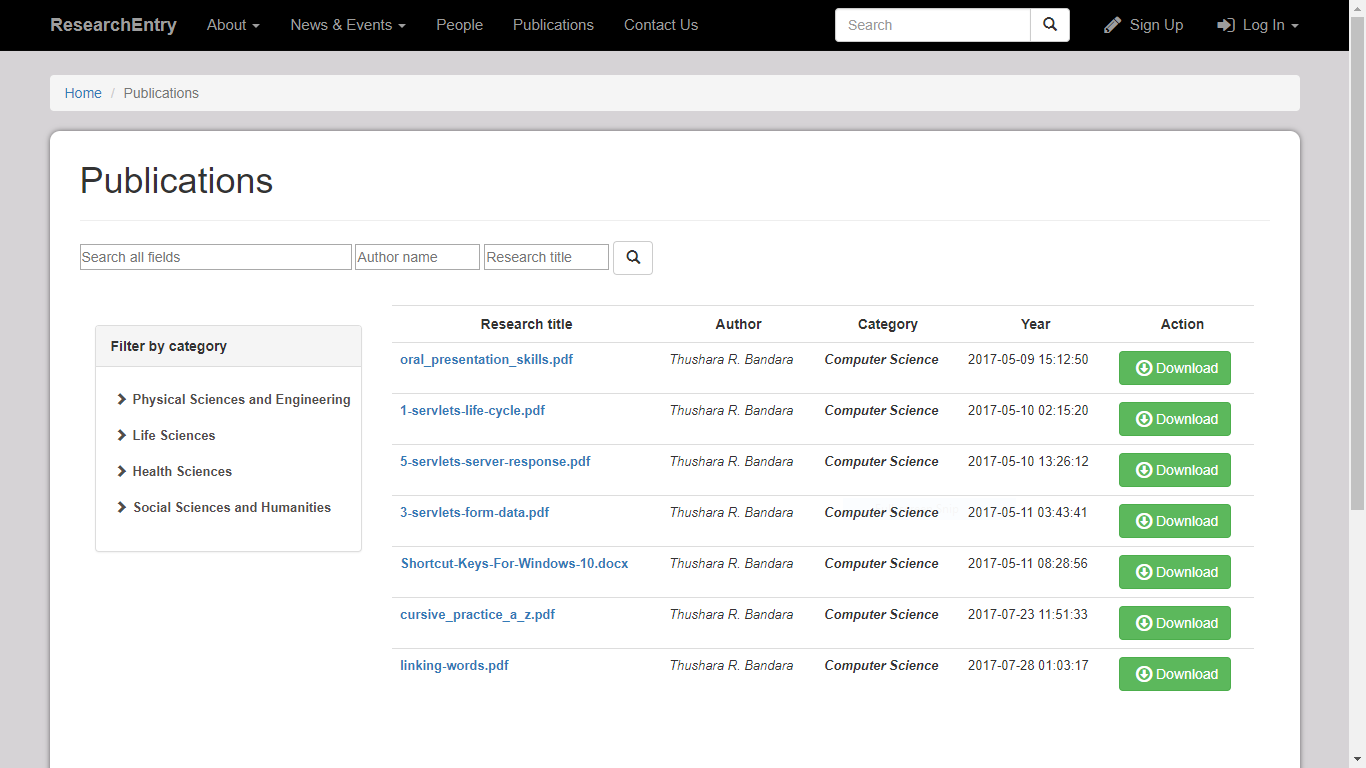 ResearchEntry About News & Events People Publications Contact Us Search Sign Up Log In
Home / Publications
Publications
Search all fields Author name Research title
Research title Author Category Year Action
Filter by category
oral_presentation_skills.pdf Thushara R. Bandara Computer Science 2017-05-09 15:12:50 Download
Physical Sciences and Engineering
1-servlets-life-cycle.pdf Thushara R. Bandara Computer Science 2017-05-10 02:15:20 Download
Life Sciences
5-servlets-server-response.pdf Thushara R. Bandara Computer Science 2017-05-10 13:26:12 Download
Health Sciences
3-servlets-form-data.pdf Thushara R. Bandara Computer Science 2017-05-11 03:43:41 Download
Social Sciences and Humanities
Shortcut-Keys-For-Windows-10.docx Thushara R. Bandara Computer Science 2017-05-11 08:28:56 Download
cursive_practice_a_z.pdf Thushara R. Bandara Computer Science 2017-07-23 11:51:33 Download
linking-words.pdf Thushara R. Bandara Computer Science 2017-07-28 01:03:17 Download